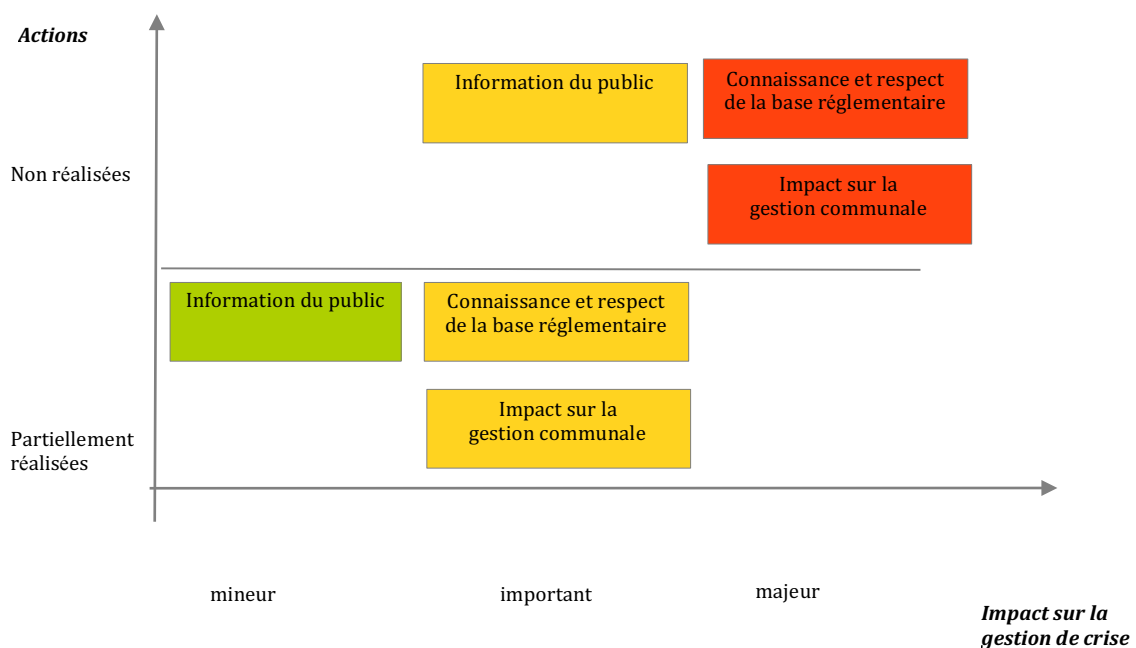 Actions
Information du public
Connaissance et respect
de la base réglementaire
Non réalisées
Impact sur la
gestion communale
Information du public
Connaissance et respect
de la base réglementaire
Impact sur la
gestion communale
Partiellement
réalisées
mineur
important
majeur
Impact sur la
gestion de crise